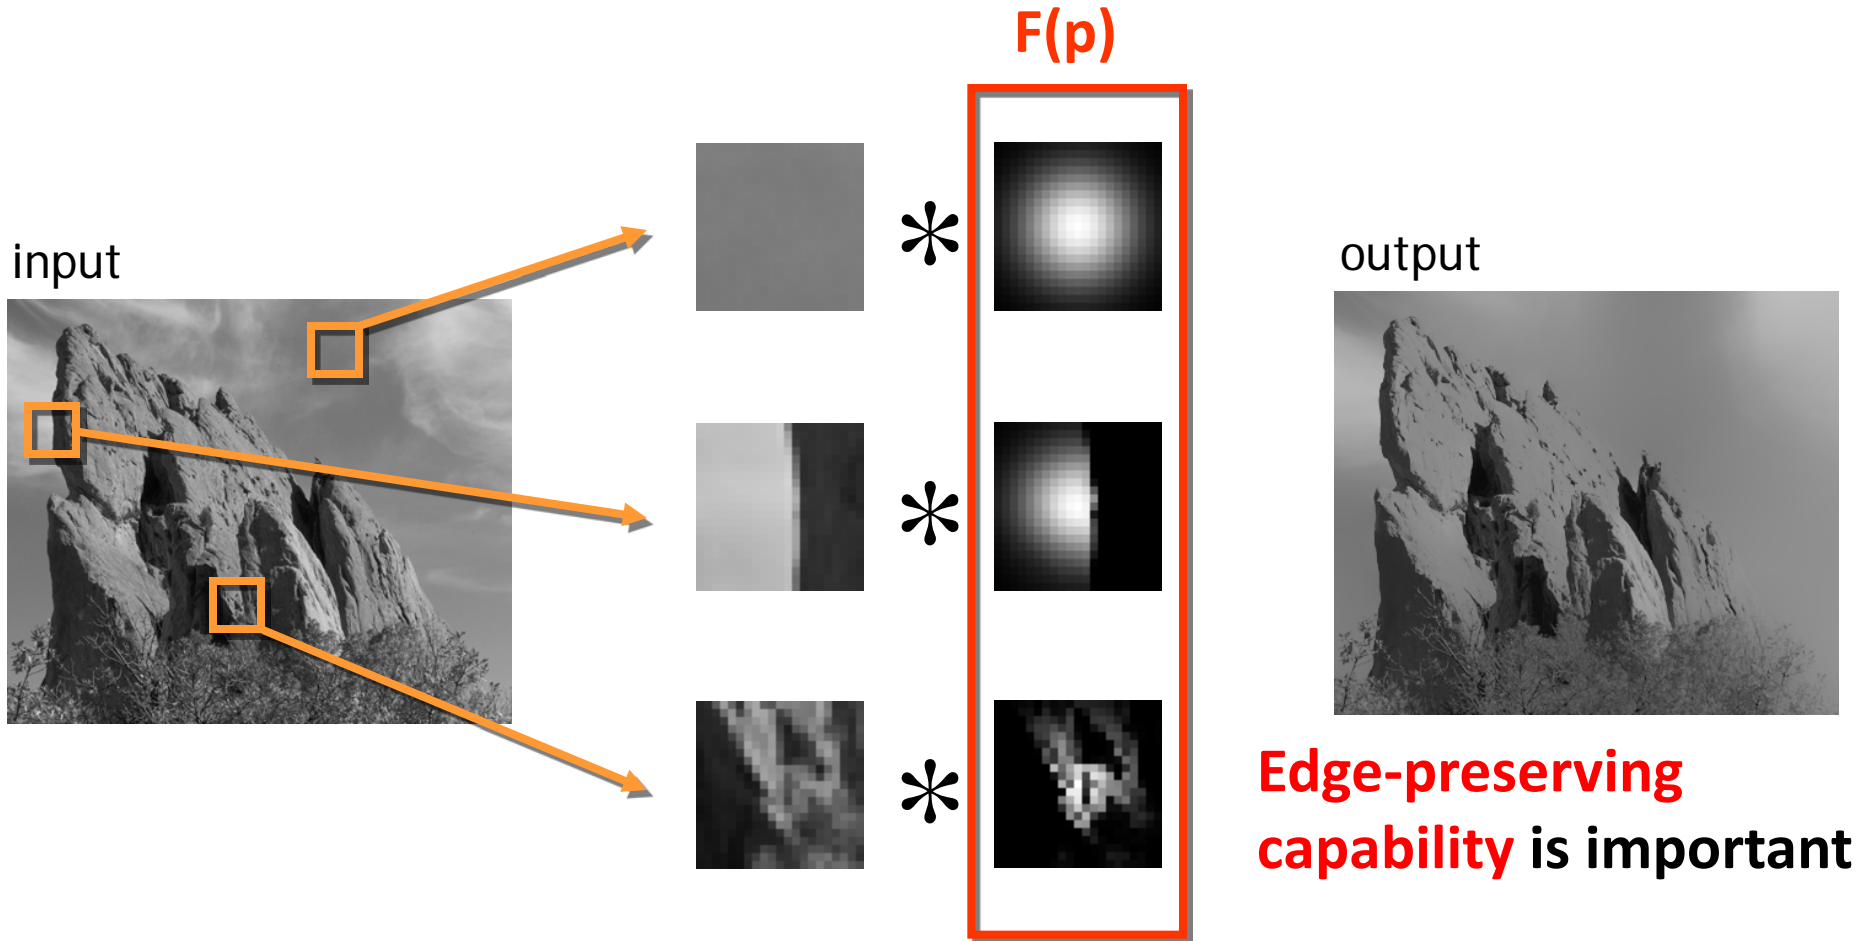 F(p)
input
*
*
*
output
Edge-preserving
capability is important